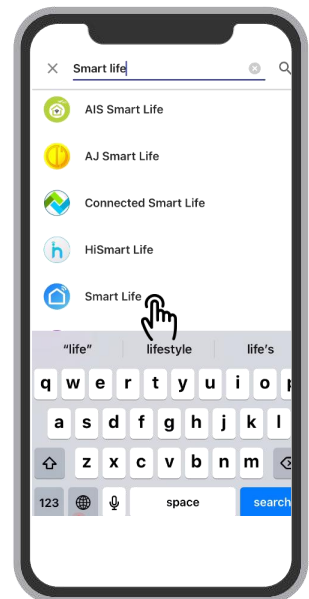 Smart life
AIS Smart Life
AJ Smart Life
Connected Smart Life
HiSmart Life
Smart Life
"life" lifestyle life's
q w e r t y u i o p
a s d f g h j k l
z x c v b n m
123 space search